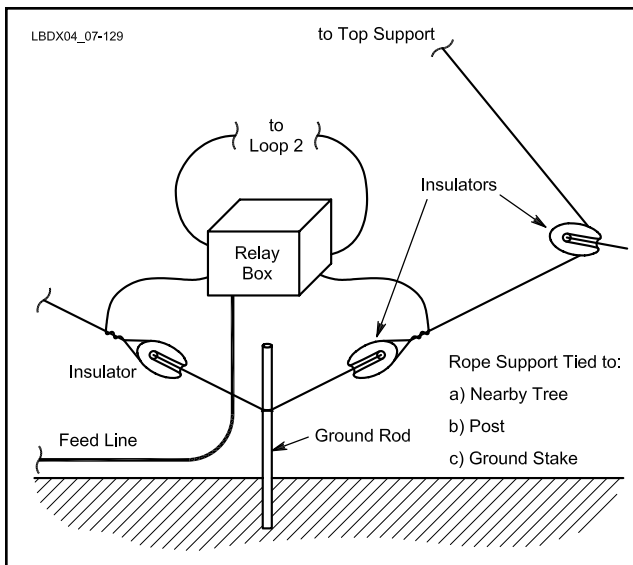 LBDX04_07-129
to Top Support
to
Loop 2
Insulators
Relay
Box
Insulator
Rope Support Tied to:
a) Nearby Tree
b) Post
c) Ground Stake
Feed Line
Ground Rod